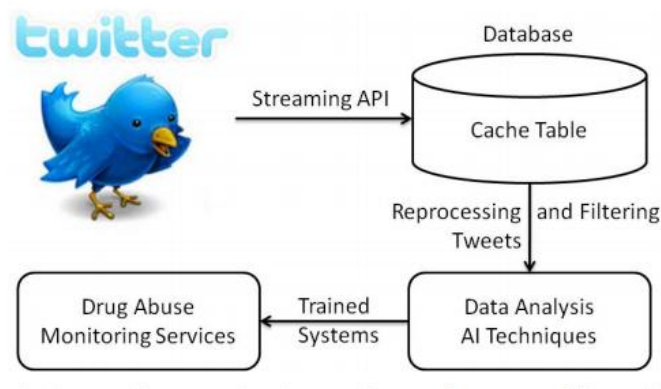 twitter
Database
Streaming API
Cache Table
Reprocessing and Filtering
Tweets
Drug Abuse
Monitoring Services
Trained
Systems
Data Analysis
AI Techniques